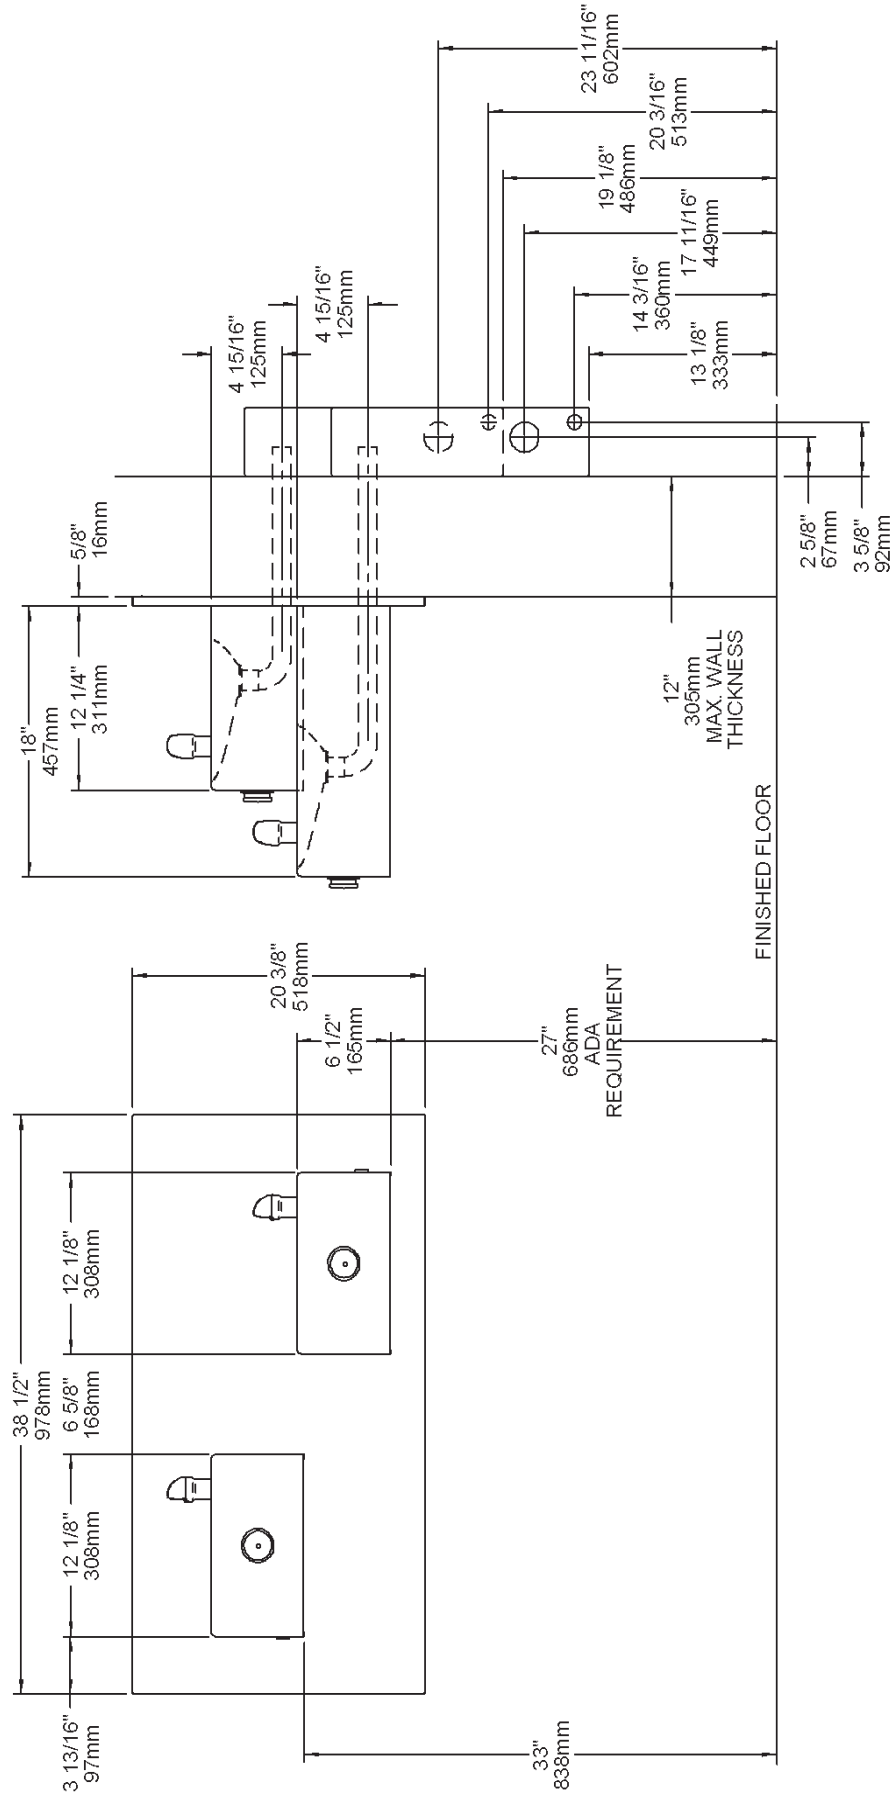 38 1/2"
978mm
3 13/16"
97mm
12 1/8"
308mm
6 5/8"
168mm
12 1/8"
308mm
20 3/8"
518mm
6 1/2"
165mm
27"
686mm
ADA
REQUIREMENT
33"
838mm
FINISHED FLOOR
18"
457mm
12 1/4"
311mm
5/8"
16mm
12"
305mm
MAX. WALL
THICKNESS
4 15/16"
125mm
4 15/16"
125mm
23 11/16"
602mm
20 3/16"
513mm
19 1/8"
486mm
17 11/16"
449mm
14 3/16"
360mm
13 1/8"
333mm
2 5/8"
67mm
3 5/8"
92mm